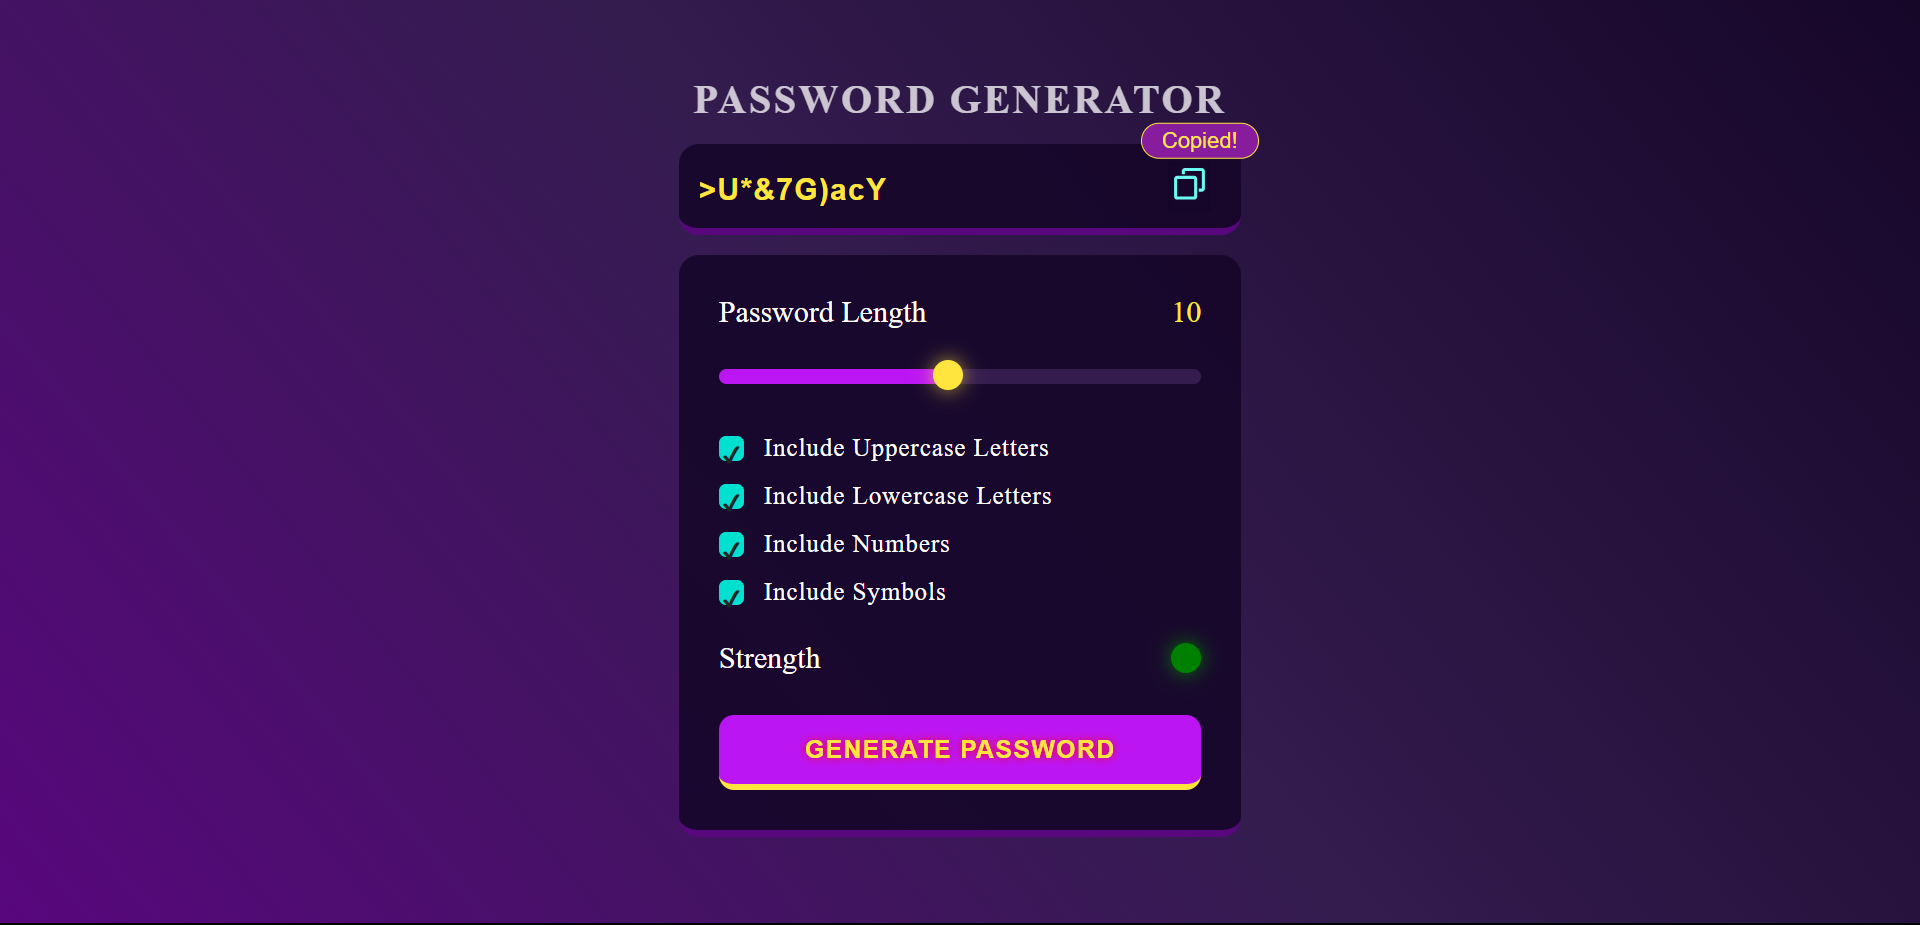 PASSWORD GENERATOR
Copied!
>U*&7G)acY
Password Length 10
Include Uppercase Letters
Include Lowercase Letters
Include Numbers
Include Symbols
Strength
GENERATE PASSWORD